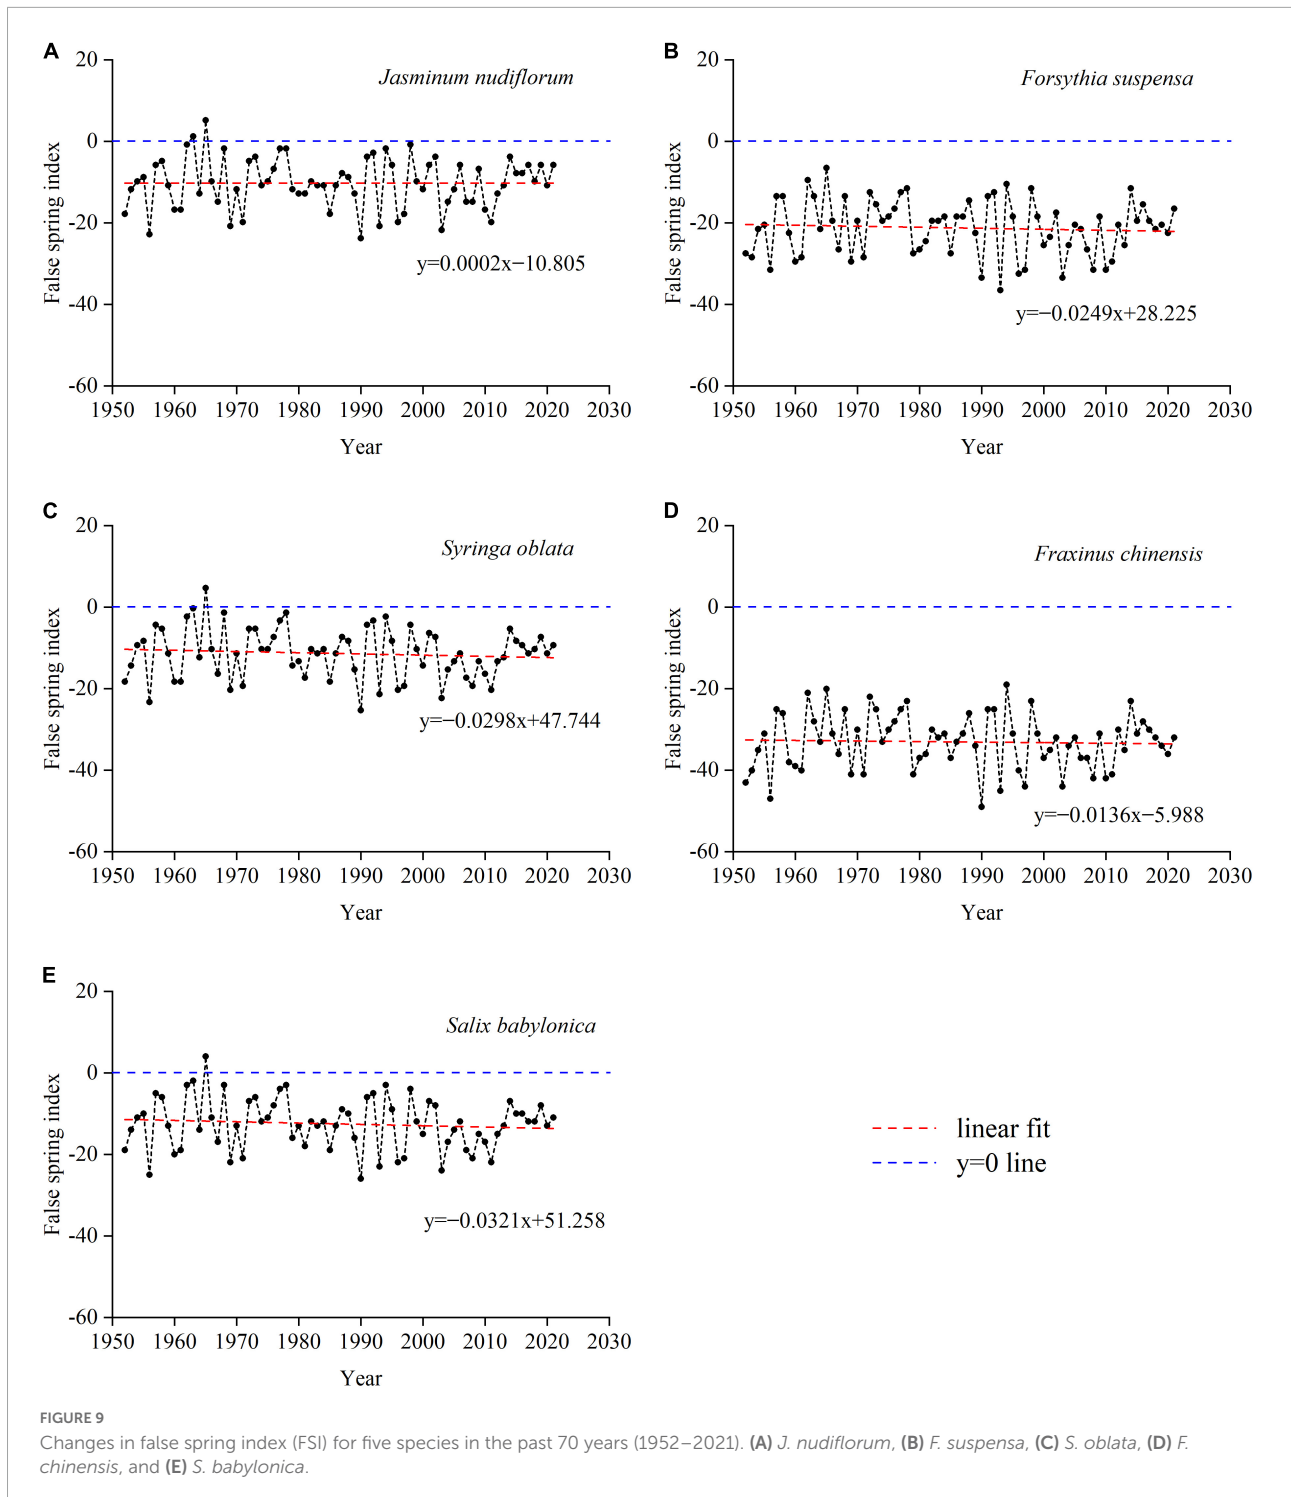 A
Jasminum nudiflorum
20
0
-20
-40
-60
False spring index
y=0.0002x−10.805
1950 1960 1970 1980 1990 2000 2010 2020 2030
Year
B
Forsythia suspensa
20
0
-20
-40
-60
False spring index
y=−0.0249x+28.225
1950 1960 1970 1980 1990 2000 2010 2020 2030
Year
C
Syringa oblata
20
0
-20
-40
-60
False spring index
y=−0.0298x+47.744
1950 1960 1970 1980 1990 2000 2010 2020 2030
Year
D
Fraxinus chinensis
20
0
-20
-40
-60
False spring index
y=−0.0136x−5.988
1950 1960 1970 1980 1990 2000 2010 2020 2030
Year
E
Salix babylonica
20
0
-20
-40
-60
False spring index
y=−0.0321x+51.258
1950 1960 1970 1980 1990 2000 2010 2020 2030
Year
linear fit
y=0 line
FIGURE 9
Changes in false spring index (FSI) for five species in the past 70 years (1952–2021). (A) J. nudiflorum, (B) F. suspensa, (C) S. oblata, (D) F.
chinensis, and (E) S. babylonica.